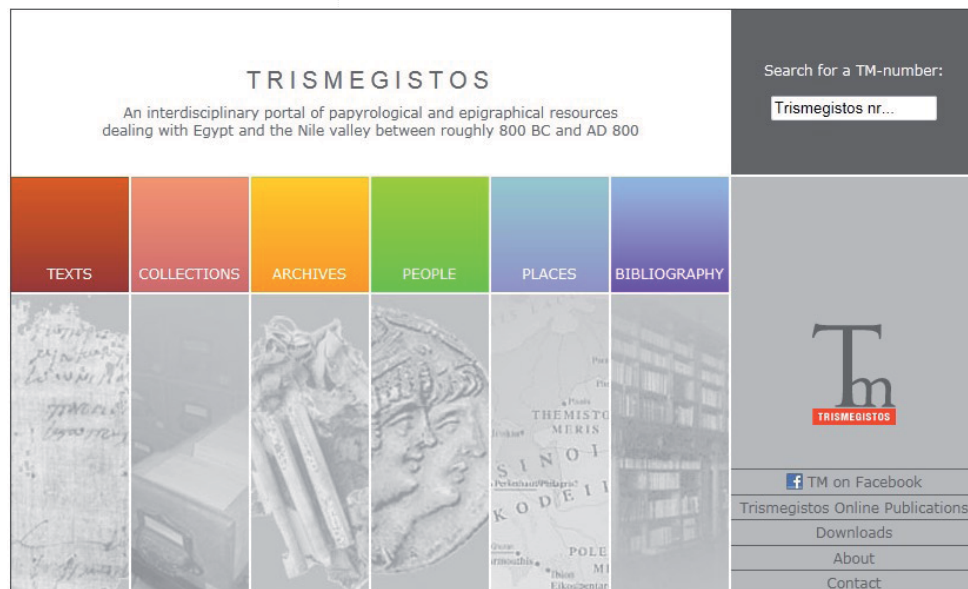 TRISMEGISTOS
An interdisciplinary portal of papyrological and epigraphical resources
dealing with Egypt and the Nile valley between roughly 800 BC and AD 800
Search for a TM-number:
Trismegistos nr...
TEXTS
COLLECTIONS
ARCHIVES
PEOPLE
PLACES
BIBLIOGRAPHY
THEMISTO
MERIS
SINOI
KODEII
POLE
Tm
TRISMEGISTOS
TM on Facebook
Trismegistos Online Publications
Downloads
About
Contact